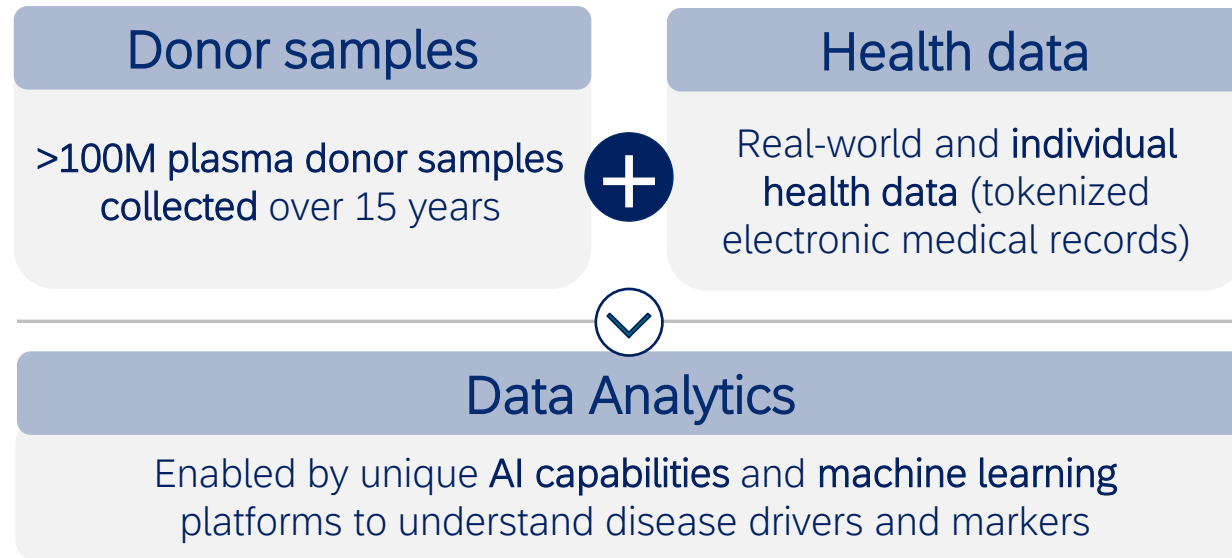 Donor samples
>100M plasma donor samples
collected over 15 years
+
Health data
Real-world and individual
health data (tokenized
electronic medical records)
Data Analytics
Enabled by unique AI capabilities and machine learning
platforms to understand disease drivers and markers